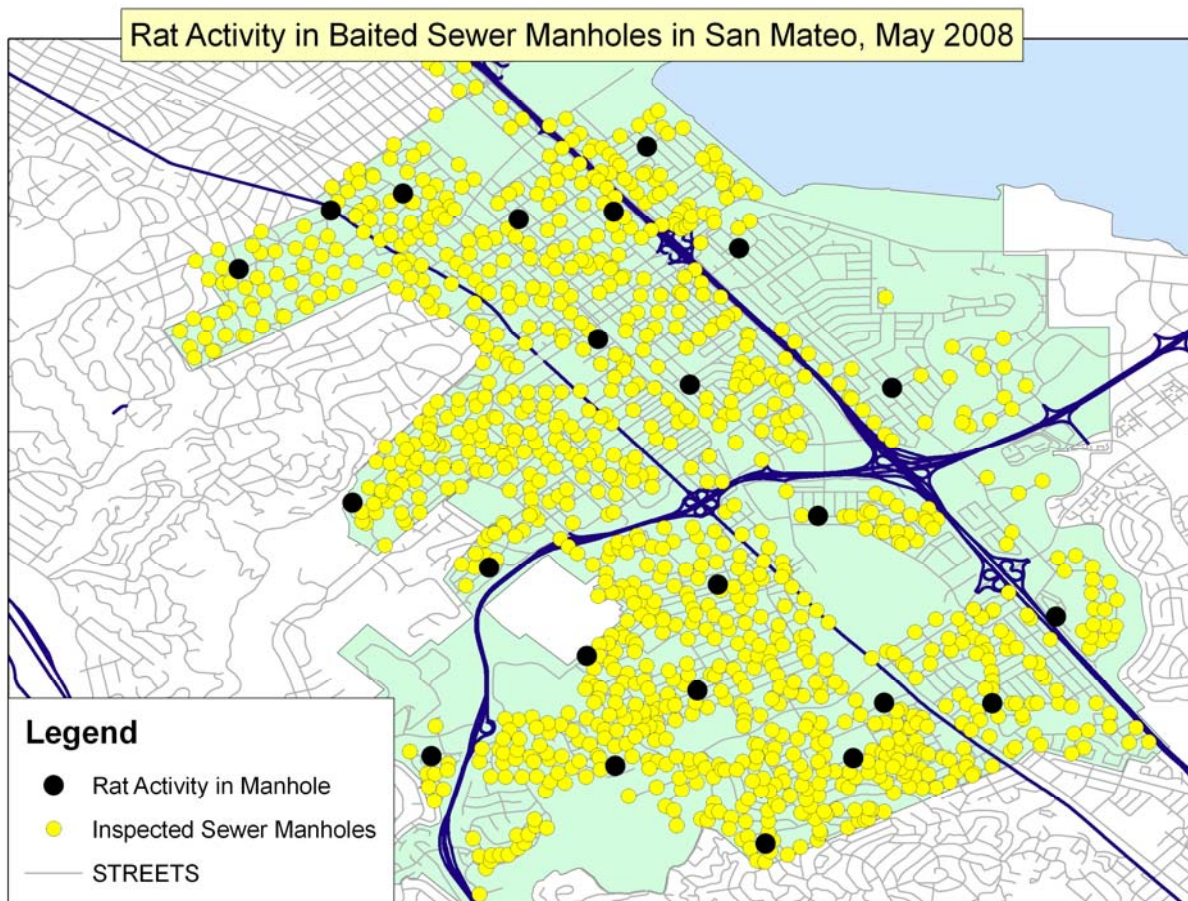 Rat Activity in Baited Sewer Manholes in San Mateo, May 2008
Legend
Rat Activity in Manhole
Inspected Sewer Manholes
STREETS